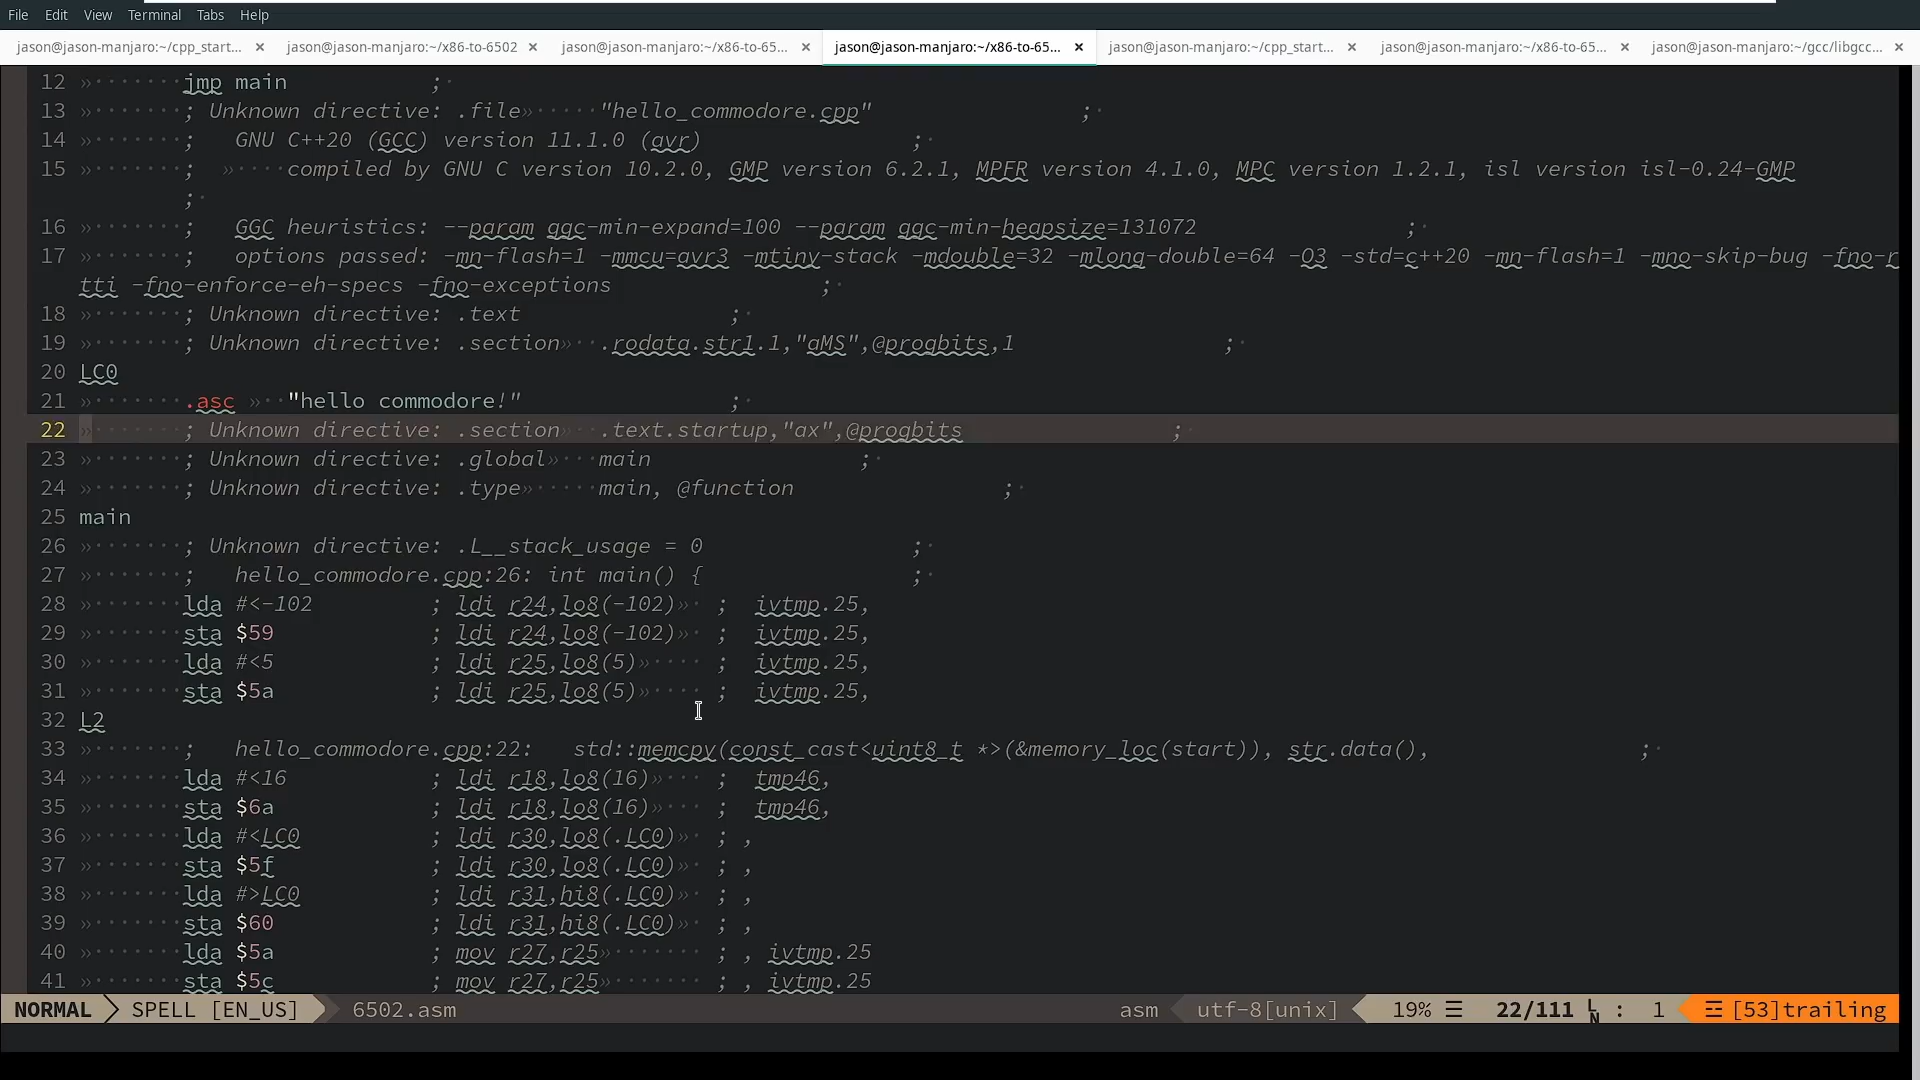 File Edit View Terminal Tabs Help
jason@jason-manjaro:~/cpp_start... × jason@jason-manjaro:~/x86-to-6502 × jason@jason-manjaro:~/x86-to-65... × jason@jason-manjaro:~/x86-to-65... × jason@jason-manjaro:~/cpp_start... × jason@jason-manjaro:~/x86-to-65... × jason@jason-manjaro:~/gcc/libgcc... ×
12 » jmp main ;
13 » ; Unknown directive: .file» "hello_commodore.cpp" ;
14 » ; GNU C++20 (GCC) version 11.1.0 (avr) ;
15 » ; » compiled by GNU C version 10.2.0, GMP version 6.2.1, MPFR version 4.1.0, MPC version 1.2.1, isl version isl-0.24-GMP
;
16 » ; GGC heuristics: --param ggc-min-expand=100 --param ggc-min-heapsize=131072 ;
17 » ; options passed: -mn-flash=1 -mmcu=avr3 -mtiny-stack -mdouble=32 -mlong-double=64 -O3 -std=c++20 -mn-flash=1 -mno-skip-bug -fno-r
tti -fno-enforce-eh-specs -fno-exceptions ;
18 » ; Unknown directive: .text ;
19 » ; Unknown directive: .section» .rodata.str1.1,"aMS",@progbits,1 ;
20 LC0
21 » .asc » "hello commodore!" ;
22 » ; Unknown directive: .section» .text.startup,"ax",@progbits ;
23 » ; Unknown directive: .global» main ;
24 » ; Unknown directive: .type» main, @function ;
25 main
26 » ; Unknown directive: .L__stack_usage = 0 ;
27 » ; hello_commodore.cpp:26: int main() { ;
28 » lda #<-102 ; ldi r24,lo8(-102)» ; ivtmp.25,
29 » sta $59 ; ldi r24,lo8(-102)» ; ivtmp.25,
30 » lda #<5 ; ldi r25,lo8(5)» ; ivtmp.25,
31 » sta $5a ; ldi r25,lo8(5)» ; ivtmp.25,
32 L2
33 » ; hello_commodore.cpp:22: std::memcpy(const_cast<uint8_t *>(&memory_loc(start)), str.data(), ;
34 » lda #<16 ; ldi r18,lo8(16)» ; tmp46,
35 » sta $6a ; ldi r18,lo8(16)» ; tmp46,
36 » lda #<LC0 ; ldi r30,lo8(.LC0)» ; ,
37 » sta $5f ; ldi r30,lo8(.LC0)» ; ,
38 » lda #>LC0 ; ldi r31,hi8(.LC0)» ; ,
39 » sta $60 ; ldi r31,hi8(.LC0)» ; ,
40 » lda $5a ; mov r27,r25» ; , ivtmp.25
41 » sta $5c ; mov r27,r25» ; , ivtmp.25
NORMAL SPELL [EN_US] 6502.asm asm utf-8[unix] 19% ☰ 22/111 LN : 1 ☲ [53]trailing